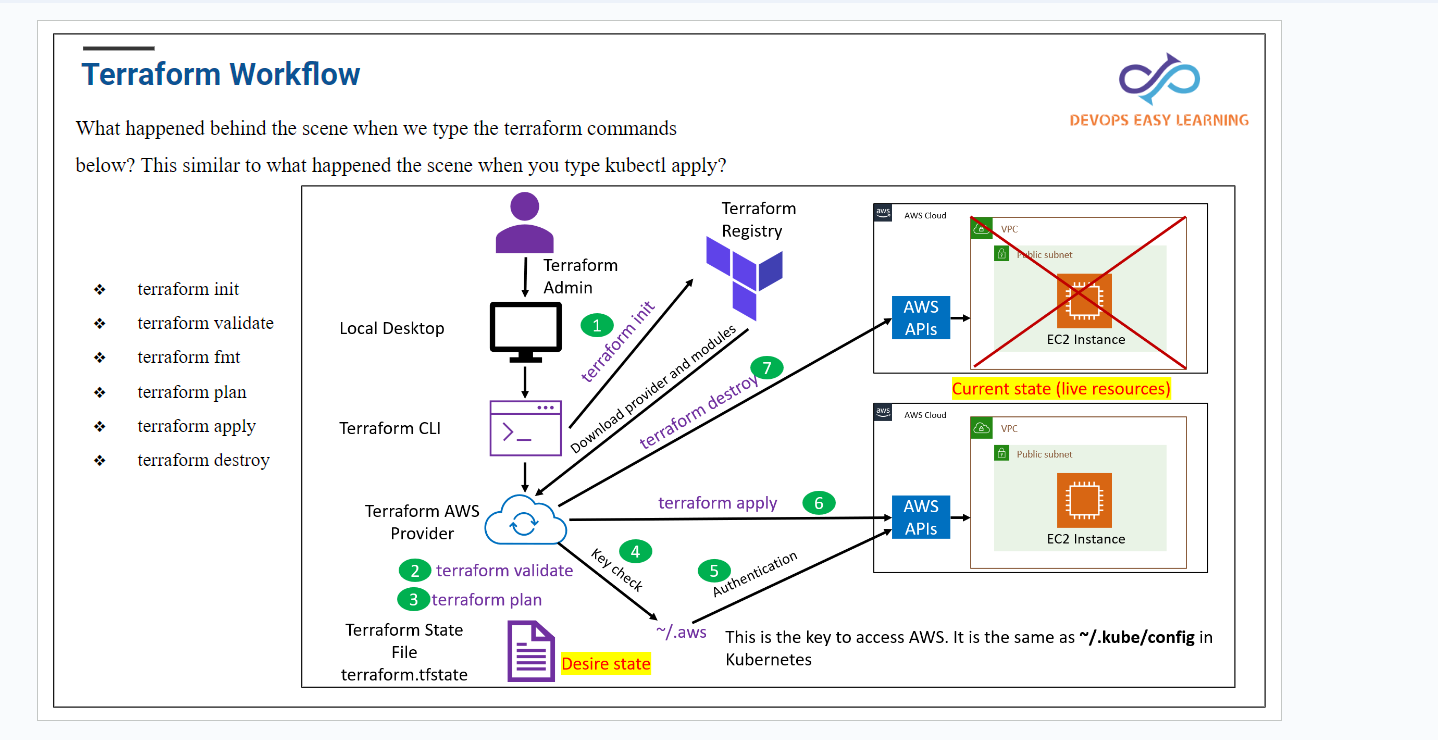 Terraform Workflow
DEVOPS EASY LEARNING
What happened behind the scene when we type the terraform commands
below? This similar to what happened the scene when you type kubectl apply?
❖ terraform init
❖ terraform validate
❖ terraform fmt
❖ terraform plan
❖ terraform apply
❖ terraform destroy
Terraform
Admin
Local Desktop
Terraform CLI
Terraform AWS
Provider
1
terraform init
Terraform
Registry
Download provider and modules
7
terraform destroy
terraform apply
6
4
Key check
5
Authentication
2 terraform validate
3 terraform plan
Terraform State
File
terraform.tfstate
Desire state
~/.aws
This is the key to access AWS. It is the same as ~/.kube/config in
Kubernetes
aws
AWS Cloud
VPC
Public subnet
AWS
APIs
EC2 Instance
Current state (live resources)
aws
AWS Cloud
VPC
Public subnet
AWS
APIs
EC2 Instance